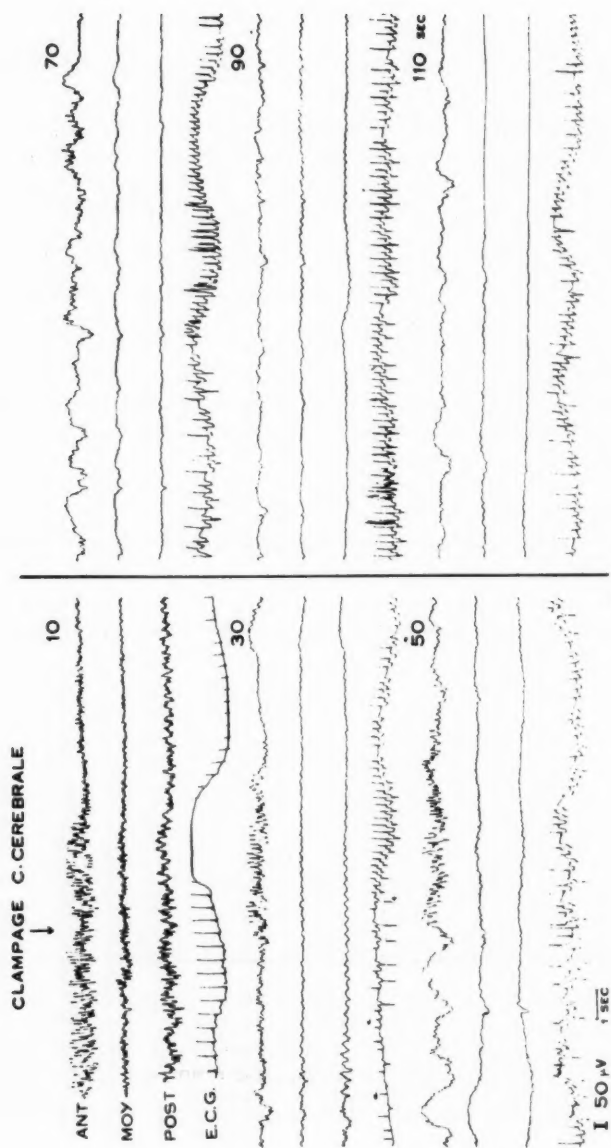 CLAMPAGE C.CEREBRALE
ANT
MOY
POST
E.C.G.
10
30
50
50 µV
1 SEC
70
90
110 SEC